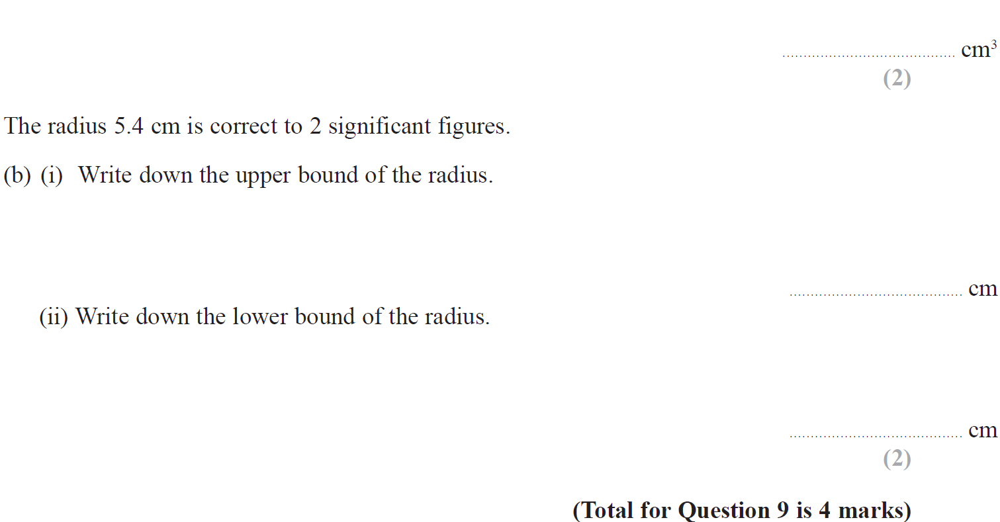 ........................................ cm³
(2)
The radius 5.4 cm is correct to 2 significant figures.
(b) (i) Write down the upper bound of the radius.
........................................ cm
(ii) Write down the lower bound of the radius.
........................................ cm
(2)
(Total for Question 9 is 4 marks)